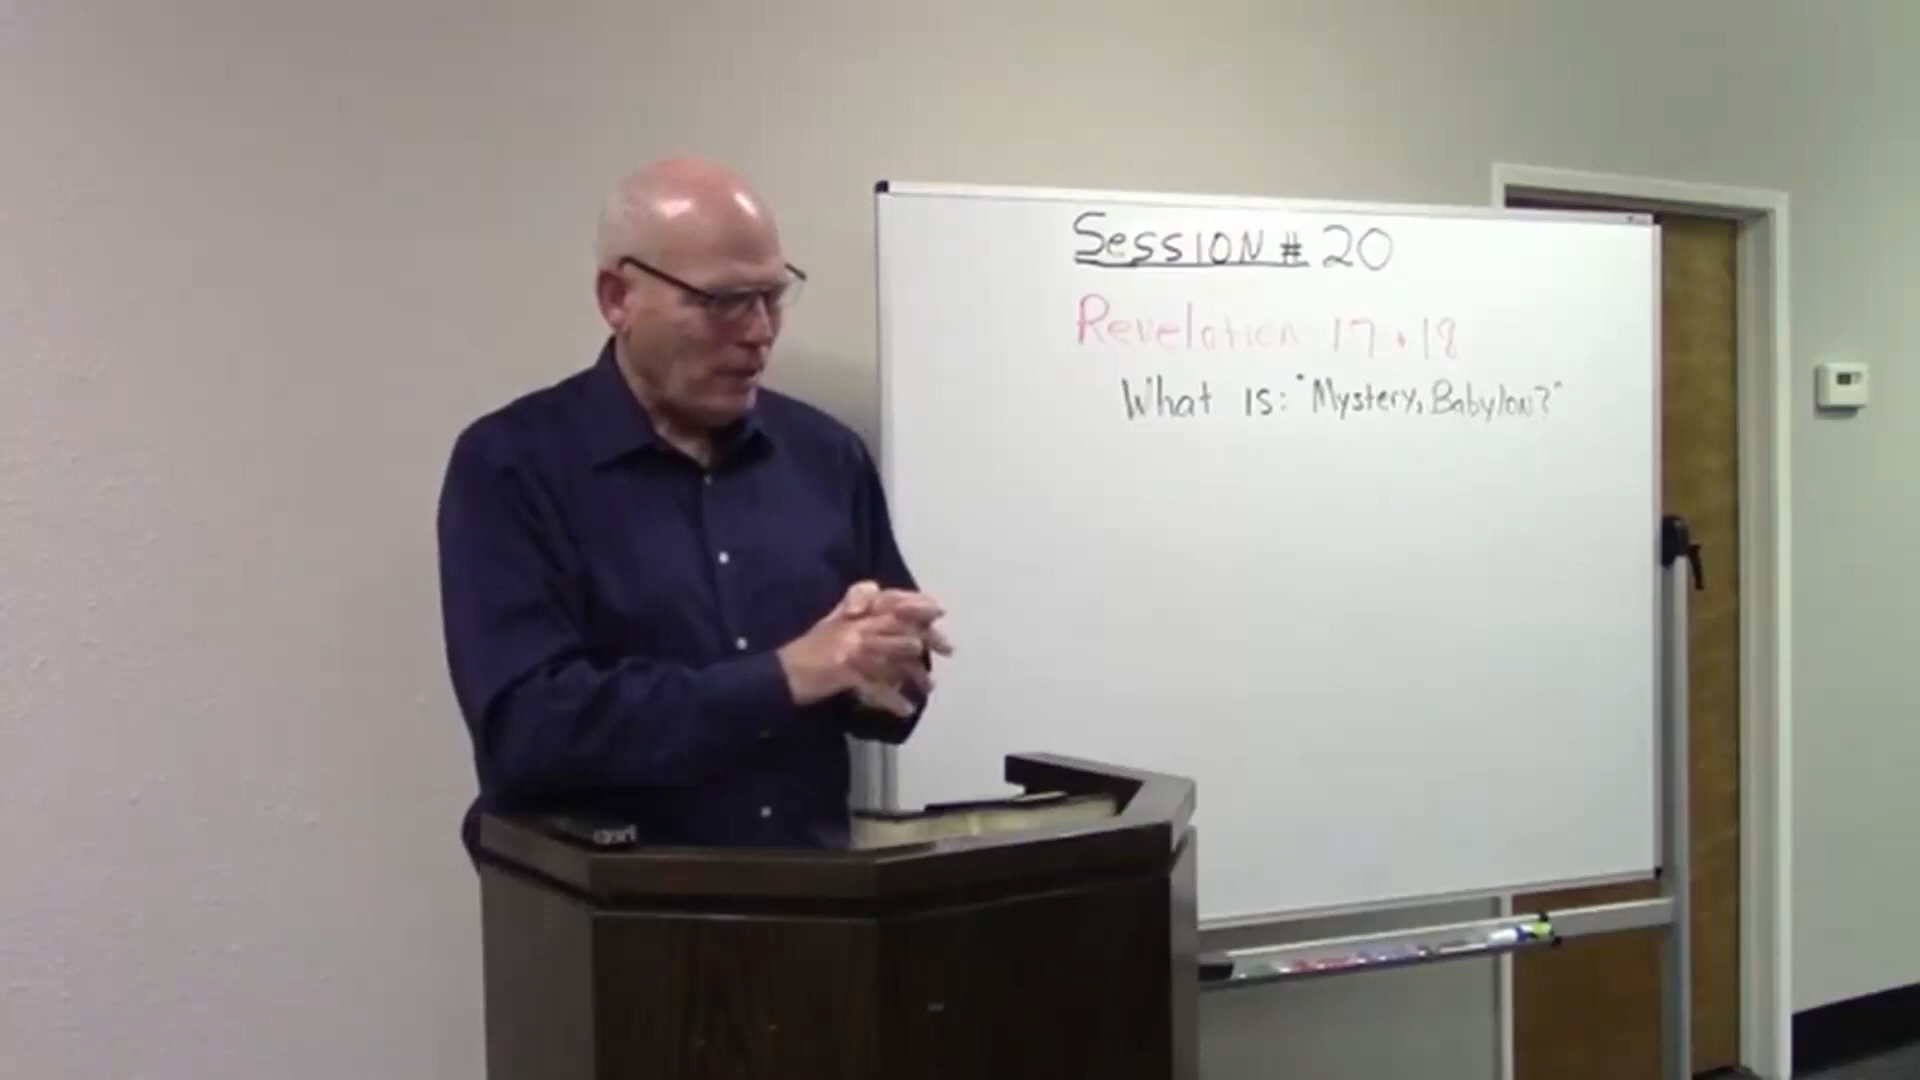 Session # 20
Revelation 17 + 18
What is: "Mystery, Babylon?"